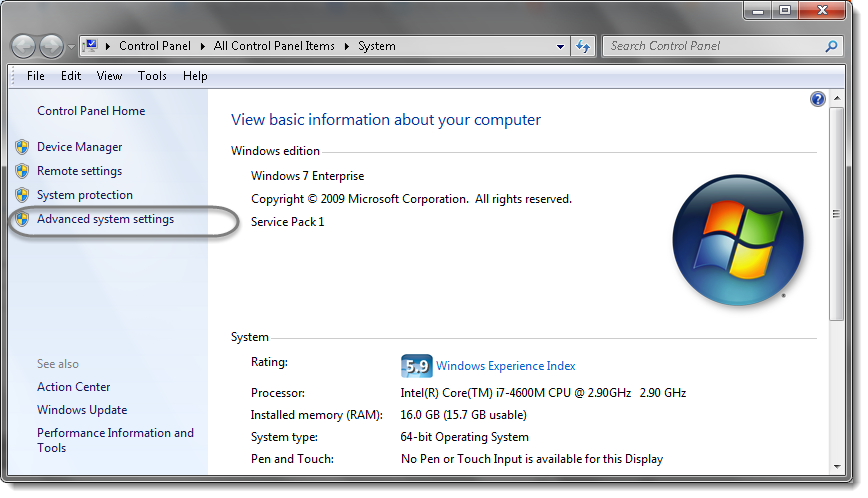 Control Panel All Control Panel Items System
Search Control Panel
File Edit View Tools Help
Control Panel Home
Device Manager
Remote settings
System protection
Advanced system settings
See also
Action Center
Windows Update
Performance Information and
Tools
View basic information about your computer
Windows edition
Windows 7 Enterprise
Copyright © 2009 Microsoft Corporation. All rights reserved.
Service Pack 1
System
Rating: 5.9 Windows Experience Index
Processor: Intel(R) Core(TM) i7-4600M CPU @ 2.90GHz 2.90 GHz
Installed memory (RAM): 16.0 GB (15.7 GB usable)
System type: 64-bit Operating System
Pen and Touch: No Pen or Touch Input is available for this Display